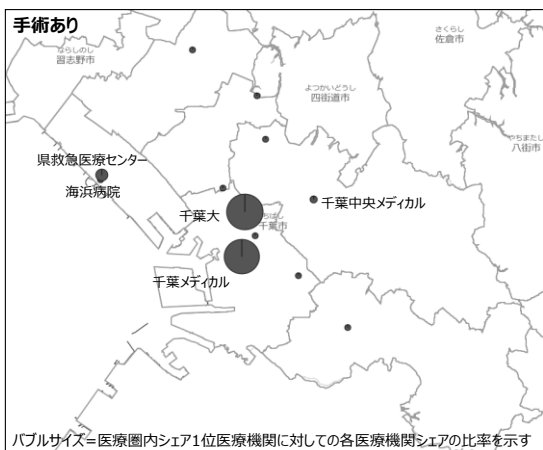 手術あり
さくらし
佐倉市
ならしのし
習志野市
よつかいどうし
四街道市
やちまたし
八街市
県救急医療センター
海浜病院
千葉大
千葉中央メディカル
ちばし
千葉市
千葉メディカル
バブルサイズ＝医療圏内シェア1位医療機関に対しての各医療機関シェアの比率を示す